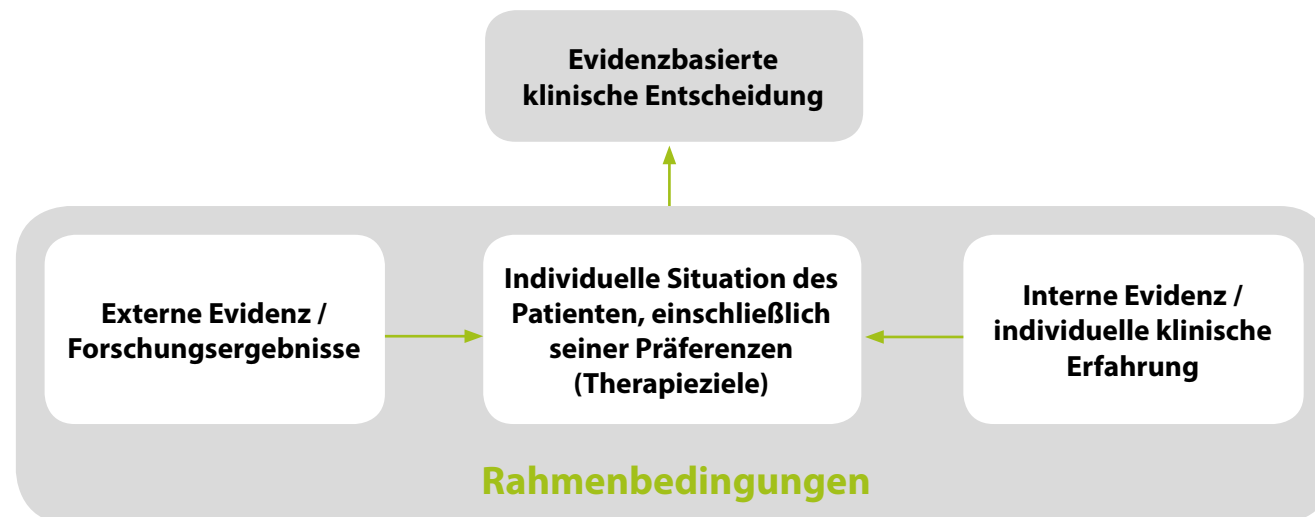 Evidenzbasierte
klinische Entscheidung
Externe Evidenz /
Forschungsergebnisse
Individuelle Situation des
Patienten, einschließlich
seiner Präferenzen
(Therapieziele)
Interne Evidenz /
individuelle klinische
Erfahrung
Rahmenbedingungen